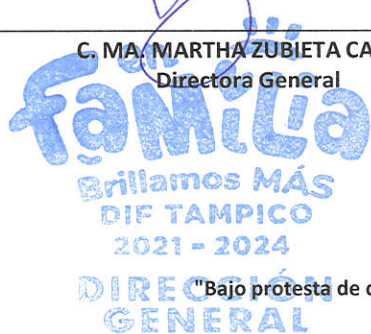 C. MA. MARTHA ZUBIETA CA
Directora General
EN
FAMILIA
Brillamos MÁS
DIF TAMPICO
2021 - 2024
DIRECCIÓN
GENERAL
"Bajo protesta de d